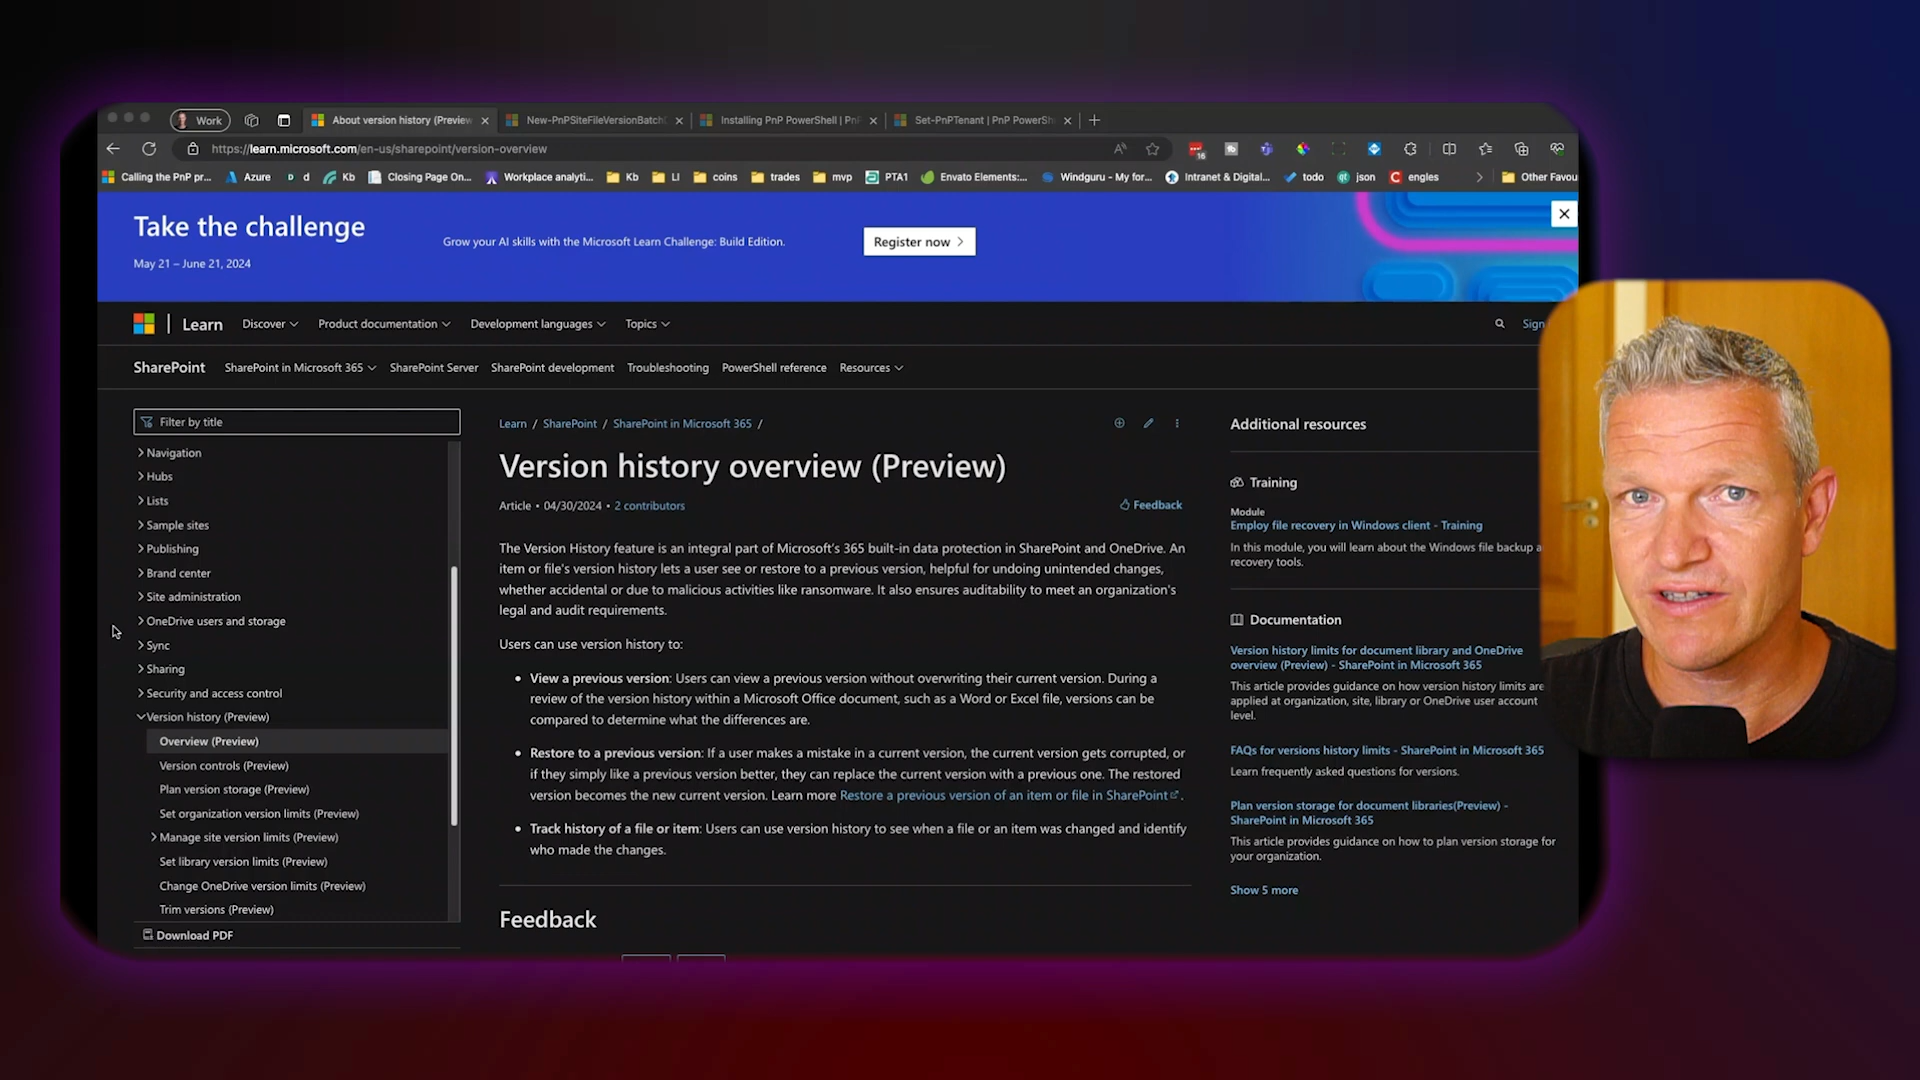 Work
About version history (Preview
New-PnPSiteFileVersionBatch
Installing PnP PowerShell | PnP
Set-PnPTenant | PnP PowerSh
https://learn.microsoft.com/en-us/sharepoint/version-overview
16
Calling the PnP pr...
Azure
D d
Kb
Closing Page On...
Workplace analyti...
Kb
LI
coins
trades
mvp
PTA1
Envato Elements:...
Windguru - My for...
Intranet & Digital...
todo
json
engles
Other Favou
Take the challenge
May 21 – June 21, 2024
Grow your AI skills with the Microsoft Learn Challenge: Build Edition.
Register now
Learn
Discover
Product documentation
Development languages
Topics
Sign
SharePoint
SharePoint in Microsoft 365
SharePoint Server
SharePoint development
Troubleshooting
PowerShell reference
Resources
Filter by title
Navigation
Hubs
Lists
Sample sites
Publishing
Brand center
Site administration
OneDrive users and storage
Sync
Sharing
Security and access control
Version history (Preview)
Overview (Preview)
Version controls (Preview)
Plan version storage (Preview)
Set organization version limits (Preview)
Manage site version limits (Preview)
Set library version limits (Preview)
Change OneDrive version limits (Preview)
Trim versions (Preview)
Download PDF
Learn / SharePoint / SharePoint in Microsoft 365 /
Version history overview (Preview)
Article • 04/30/2024 • 2 contributors
Feedback
The Version History feature is an integral part of Microsoft's 365 built-in data protection in SharePoint and OneDrive. An
item or file's version history lets a user see or restore to a previous version, helpful for undoing unintended changes,
whether accidental or due to malicious activities like ransomware. It also ensures auditability to meet an organization's
legal and audit requirements.
Users can use version history to:
• View a previous version: Users can view a previous version without overwriting their current version. During a
review of the version history within a Microsoft Office document, such as a Word or Excel file, versions can be
compared to determine what the differences are.
• Restore to a previous version: If a user makes a mistake in a current version, the current version gets corrupted, or
if they simply like a previous version better, they can replace the current version with a previous one. The restored
version becomes the new current version. Learn more Restore a previous version of an item or file in SharePoint.
• Track history of a file or item: Users can use version history to see when a file or an item was changed and identify
who made the changes.
Feedback
Additional resources
Training
Module
Employ file recovery in Windows client - Training
In this module, you will learn about the Windows file backup a
recovery tools.
Documentation
Version history limits for document library and OneDrive
overview (Preview) - SharePoint in Microsoft 365
This article provides guidance on how version history limits are
applied at organization, site, library or OneDrive user account
level.
FAQs for versions history limits - SharePoint in Microsoft 365
Learn frequently asked questions for versions.
Plan version storage for document libraries(Preview) -
SharePoint in Microsoft 365
This article provides guidance on how to plan version storage for
your organization.
Show 5 more